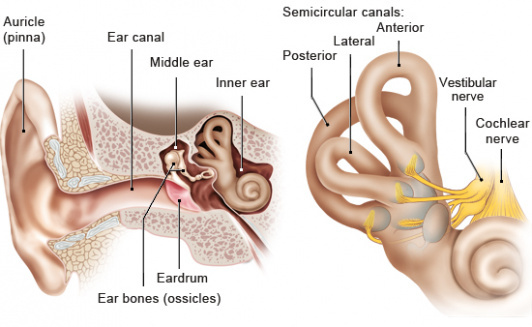 Auricle
(pinna)
Ear canal
Middle ear
Inner ear
Eardrum
Ear bones (ossicles)
Semicircular canals:
Anterior
Lateral
Posterior
Vestibular
nerve
Cochlear
nerve